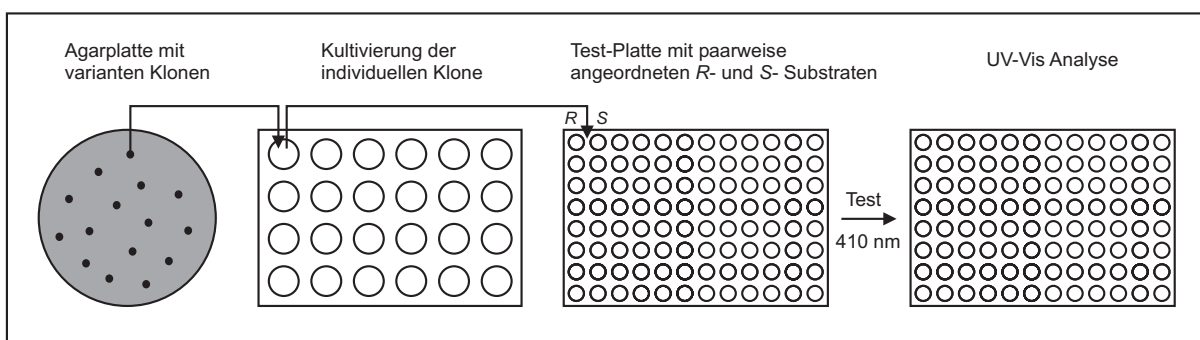 Agarplatte mit
varianten Klonen
Kultivierung der
individuellen Klone
Test-Platte mit paarweise
angeordneten R- und S- Substraten
UV-Vis Analyse
R S
Test
410 nm